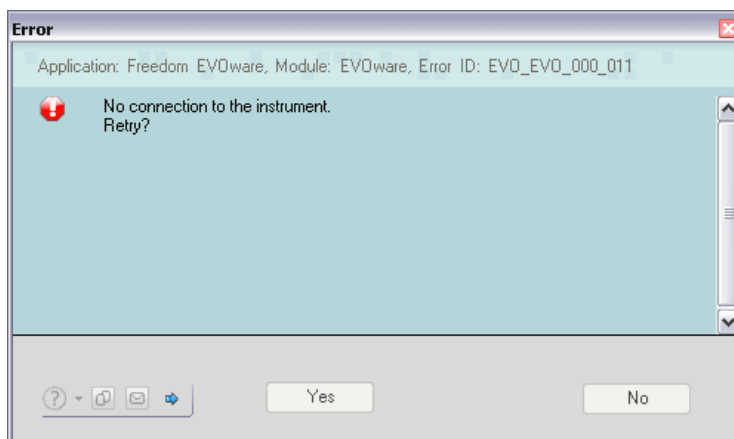 Error
Application: Freedom EVOware, Module: EVOware, Error ID: EVO_EVO_000_011
No connection to the instrument.
Retry?
Yes
No